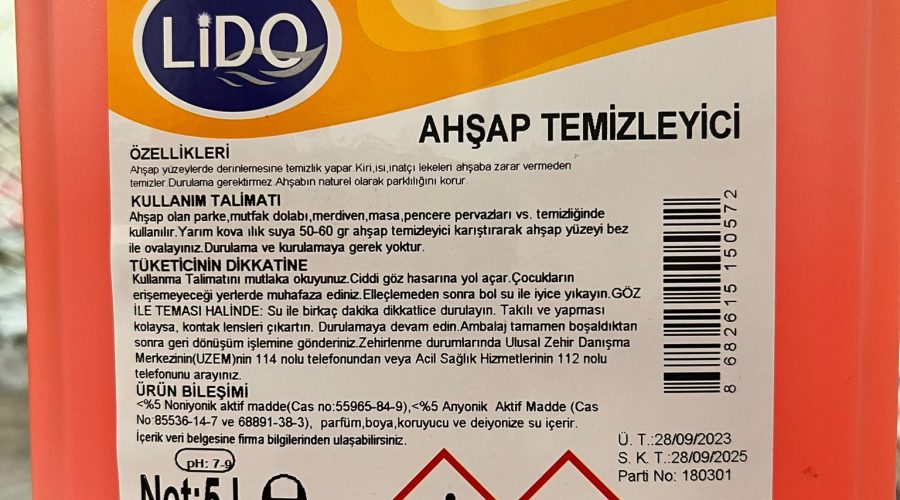 LiDO
AHŞAP TEMİZLEYİCİ
ÖZELLİKLERİ
Ahşap yüzeylerde derinlemesine temizlik yapar.Kiri,isi,inatçı lekeleri ahşaba zarar vermeden
temizler.Durulama gerektirmez.Ahşabın naturel olarak parklılığını korur.
KULLANIM TALİMATI
Ahşap olan parke,mutfak dolabı,merdiven,masa,pencere pervazları vs. temizliğinde
kullanılır.Yarım kova ılık suya 50-60 gr ahşap temizleyici karıştırarak ahşap yüzeyi bez
ile ovalayınız.Durulama ve kurulamaya gerek yoktur.
TÜKETİCİNİN DİKKATİNE
Kullanma Talimatını mutlaka okuyunuz.Ciddi göz hasarına yol açar.Çocukların
erişemeyeceği yerlerde muhafaza ediniz.Elleçlemeden sonra bol su ile iyice yıkayın.GÖZ
İLE TEMASI HALİNDE: Su ile birkaç dakika dikkatlice durulayın. Takılı ve yapması
kolaysa, kontak lensleri çıkartın. Durulamaya devam edin.Ambalaj tamamen boşaldıktan
sonra geri dönüşüm işlemine gönderiniz.Zehirlenme durumlarında Ulusal Zehir Danışma
Merkezinin(UZEM)nin 114 nolu telefonundan veya Acil Sağlık Hizmetlerinin 112 nolu
telefonunu arayınız.
ÜRÜN BİLEŞİMİ
<%5 Noniyonik aktif madde(Cas no:55965-84-9),<%5 Anyonik Aktif Madde (Cas
No:85536-14-7 ve 68891-38-3), parfüm,boya,koruyucu ve deiyonize su içerir.
İçerik veri belgesine firma bilgilerinden ulaşabilirsiniz.
pH: 7-9
Net:5 L
8 682615 150572
Ü. T.:28/09/2023
S. K. T.:28/09/2025
Parti No: 180301